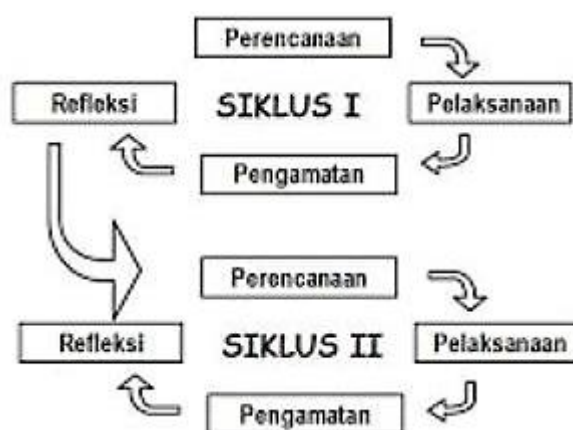 Perencanaan
Refleksi SIKLUS I Pelaksanaan
Pengamatan
Perencanaan
Refleksi SIKLUS II Pelaksanaan
Pengamatan